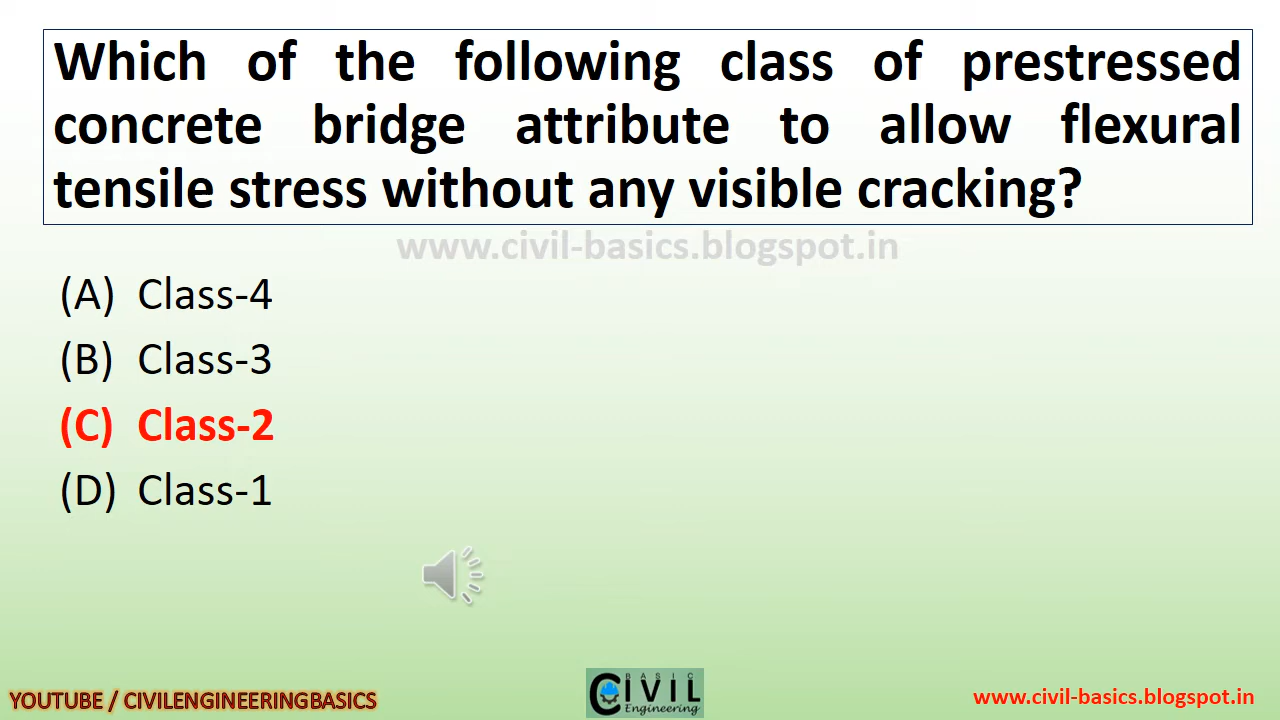 Which of the following class of prestressed
concrete bridge attribute to allow flexural
tensile stress without any visible cracking?
www.civil-basics.blogspot.in
(A) Class-4
(B) Class-3
(C) Class-2
(D) Class-1
YOUTUBE / CIVILENGINEERINGBASICS
BASIC
CIVIL
Engineering
www.civil-basics.blogspot.in